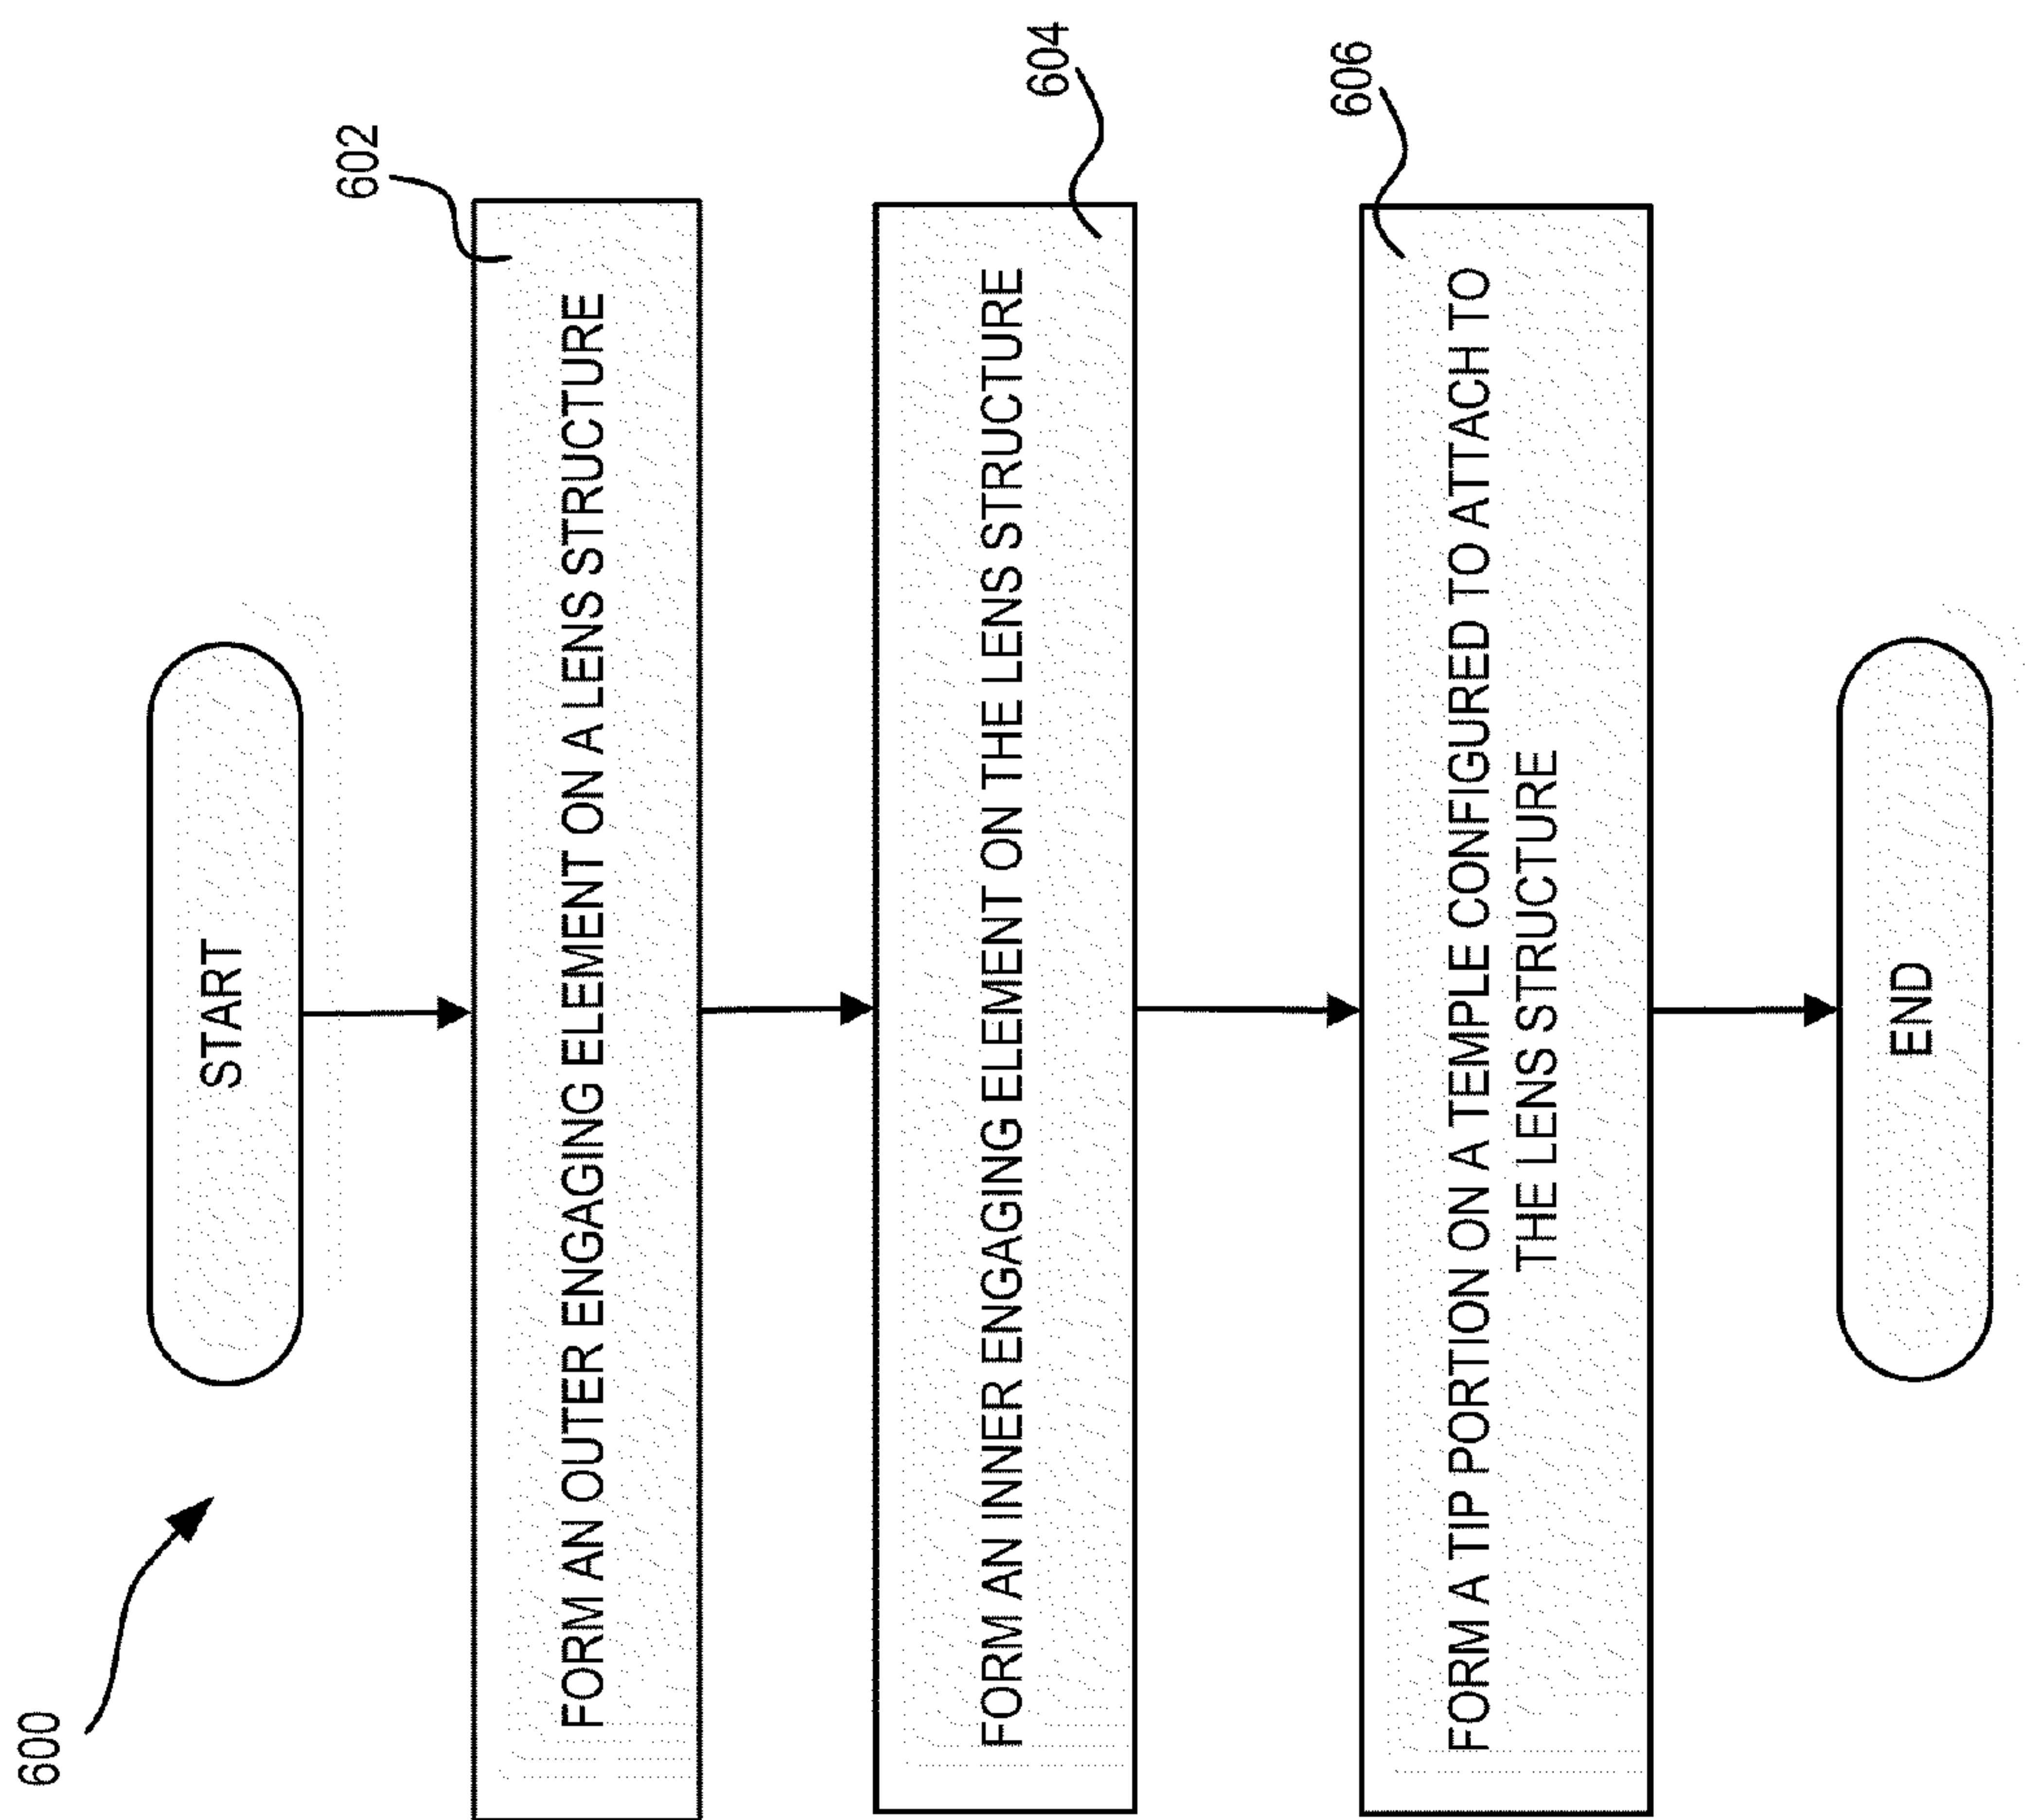 600
START
602
FORM AN OUTER ENGAGING ELEMENT ON A LENS STRUCTURE
604
FORM AN INNER ENGAGING ELEMENT ON THE LENS STRUCTURE
606
FORM A TIP PORTION ON A TEMPLE CONFIGURED TO ATTACH TO
THE LENS STRUCTURE
END